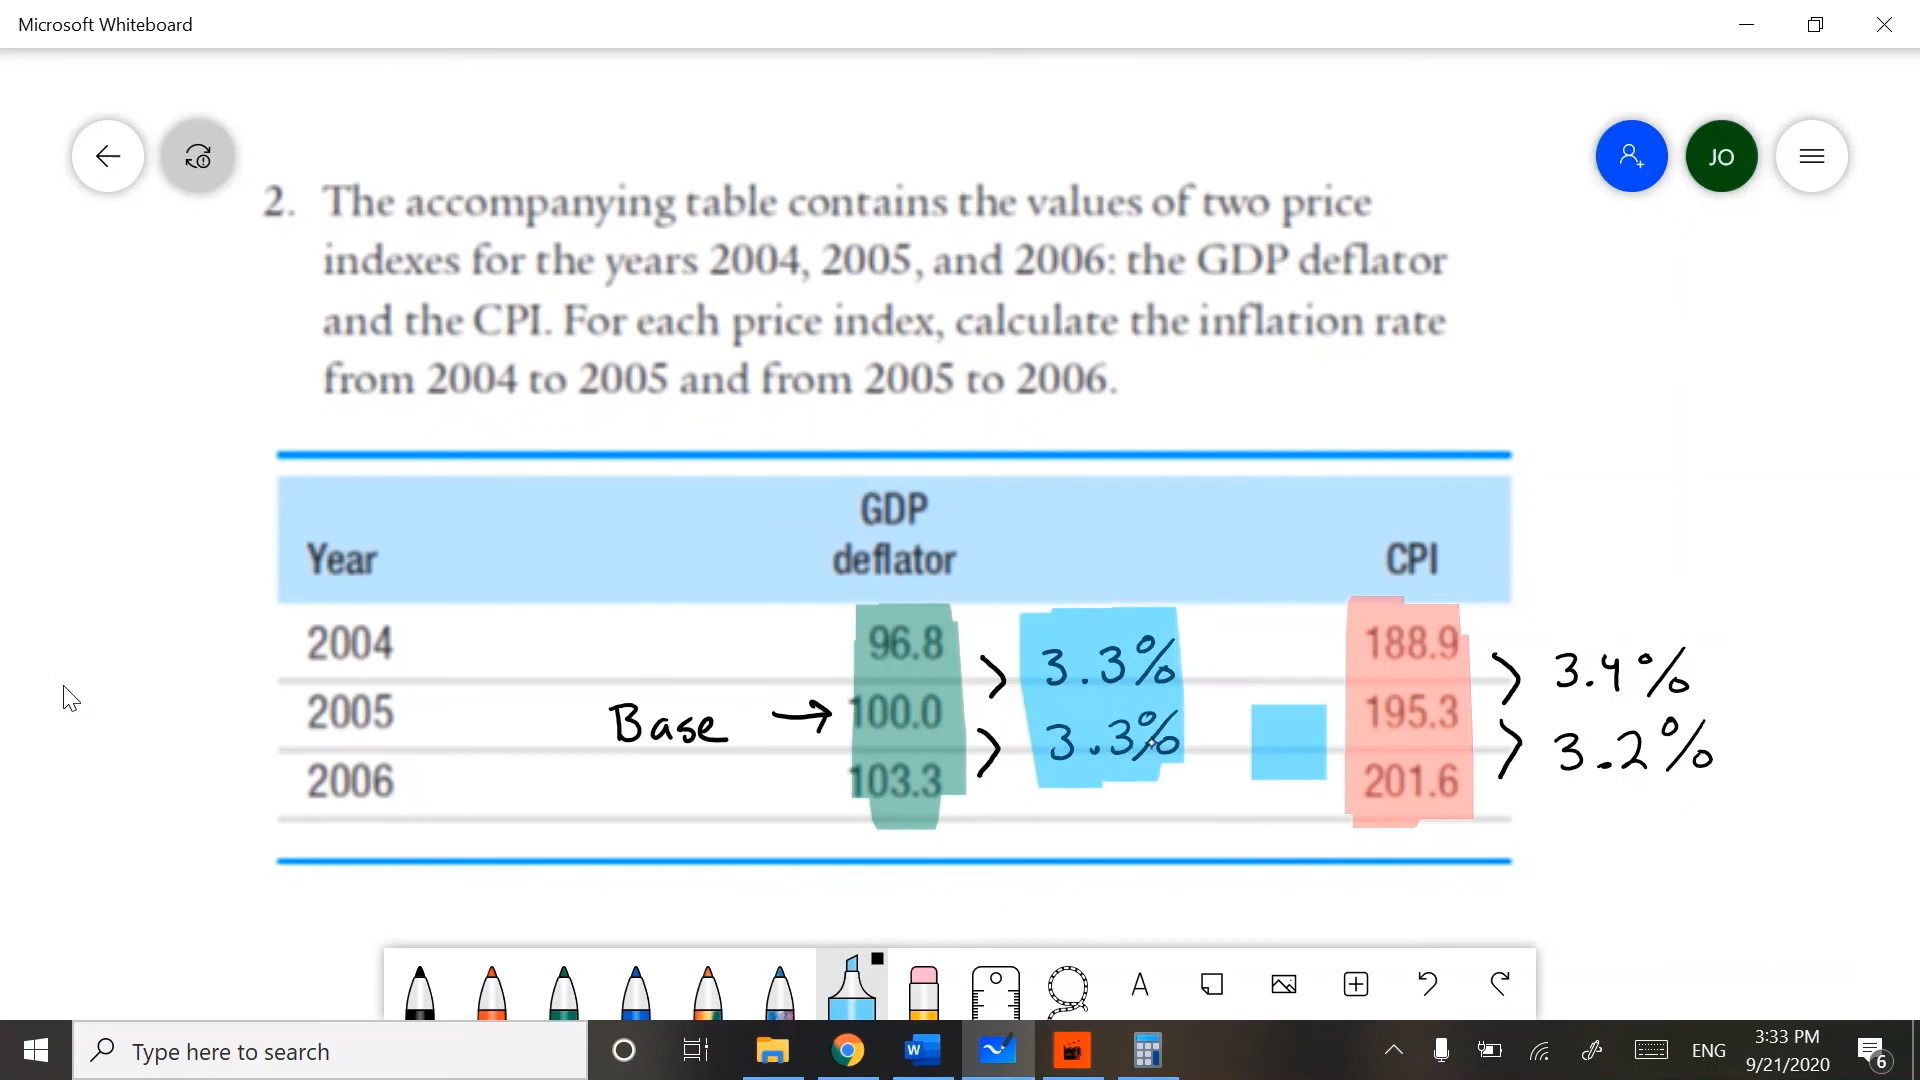 Microsoft Whiteboard
JO
2. The accompanying table contains the values of two price
indexes for the years 2004, 2005, and 2006: the GDP deflator
and the CPI. For each price index, calculate the inflation rate
from 2004 to 2005 and from 2005 to 2006.
GDP
Year deflator CPI
2004 96.8 > 3.3% 188.9 > 3.4%
2005 Base → 100.0 195.3
> 3.3% > 3.2%
2006 103.3 201.6
A
Type here to search
W
ENG
3:33 PM
9/21/2020
6